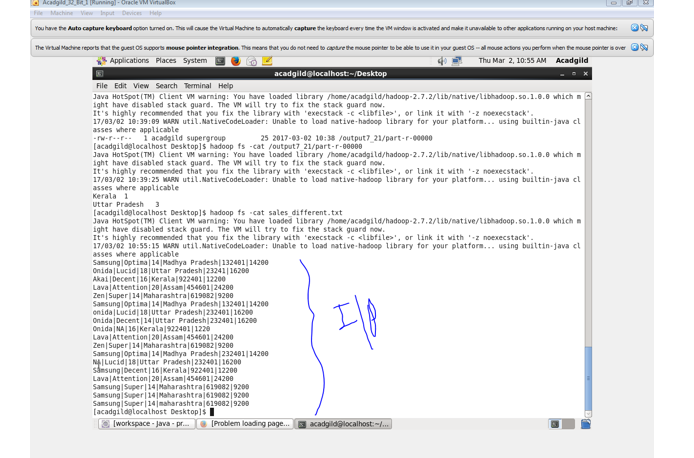 Acadgild_32_Bit_1 [Running] - Oracle VM VirtualBox
File Machine View Input Devices Help
You have the Auto capture keyboard option turned on. This will cause the Virtual Machine to automatically capture the keyboard every time the VM window is activated and make it unavailable to other applications running on your host machine:
The Virtual Machine reports that the guest OS supports mouse pointer integration. This means that you do not need to capture the mouse pointer to be able to use it in your guest OS -- all mouse actions you perform when the mouse pointer is over
Applications Places System Thu Mar 2, 10:55 AM Acadgild
acadgild@localhost:~/Desktop
File Edit View Search Terminal Help
Java HotSpot(TM) Client VM warning: You have loaded library /home/acadgild/hadoop-2.7.2/lib/native/libhadoop.so.1.0.0 which m
ight have disabled stack guard. The VM will try to fix the stack guard now.
It's highly recommended that you fix the library with 'execstack -c <libfile>', or link it with '-z noexecstack'.
17/03/02 10:39:09 WARN util.NativeCodeLoader: Unable to load native-hadoop library for your platform... using builtin-java cl
asses where applicable
-rw-r--r-- 1 acadgild supergroup 25 2017-03-02 10:38 /output7_21/part-r-00000
[acadgild@localhost Desktop]$ hadoop fs -cat /output7_21/part-r-00000
Java HotSpot(TM) Client VM warning: You have loaded library /home/acadgild/hadoop-2.7.2/lib/native/libhadoop.so.1.0.0 which m
ight have disabled stack guard. The VM will try to fix the stack guard now.
It's highly recommended that you fix the library with 'execstack -c <libfile>', or link it with '-z noexecstack'.
17/03/02 10:39:25 WARN util.NativeCodeLoader: Unable to load native-hadoop library for your platform... using builtin-java cl
asses where applicable
Kerala 1
Uttar Pradesh 3
[acadgild@localhost Desktop]$ hadoop fs -cat sales_different.txt
Java HotSpot(TM) Client VM warning: You have loaded library /home/acadgild/hadoop-2.7.2/lib/native/libhadoop.so.1.0.0 which m
ight have disabled stack guard. The VM will try to fix the stack guard now.
It's highly recommended that you fix the library with 'execstack -c <libfile>', or link it with '-z noexecstack'.
17/03/02 10:55:15 WARN util.NativeCodeLoader: Unable to load native-hadoop library for your platform... using builtin-java cl
asses where applicable
Samsung|Optima|14|Madhya Pradesh|132401|14200
Onida|Lucid|18|Uttar Pradesh|232401|16200
Akai|Decent|16|Kerala|922401|12200
Lava|Attention|20|Assam|454601|24200
Zen|Super|14|Maharashtra|619082|9200
Samsung|Optima|14|Madhya Pradesh|132401|14200
onida|Lucid|18|Uttar Pradesh|232401|16200
Onida|Decent|14|Uttar Pradesh|232401|16200
Onida|NA|16|Kerala|922401|1220
Lava|Attention|20|Assam|454601|24200
Zen|Super|14|Maharashtra|619082|9200
Samsung|Optima|14|Madhya Pradesh|132401|14200
NA|Lucid|18|Uttar Pradesh|232401|16200
Samsung|Decent|16|Kerala|922401|12200
Lava|Attention|20|Assam|454601|24200
Samsung|Super|14|Maharashtra|619082|9200
Samsung|Super|14|Maharashtra|619082|9200
Samsung|Super|14|maharashtra|619082|9200
[acadgild@localhost Desktop]$
I/P
[workspace - Java - pr... [Problem loading page... acadgild@localhost:~/...